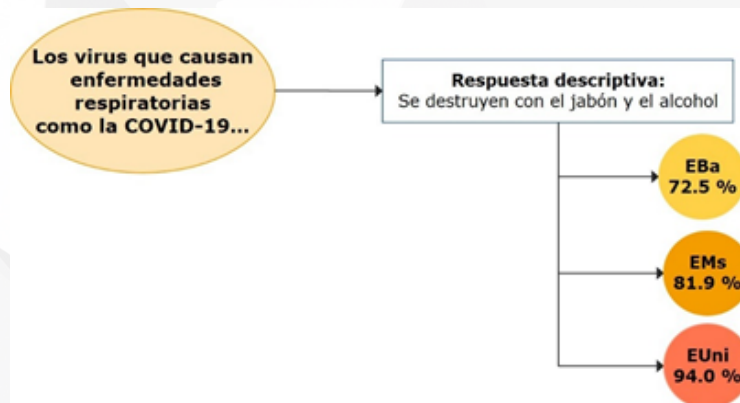 Los virus que causan
enfermedades
respiratorias
como la COVID-19...
Respuesta descriptiva:
Se destruyen con el jabón y el alcohol
EBa
72.5 %
EMs
81.9 %
EUni
94.0 %